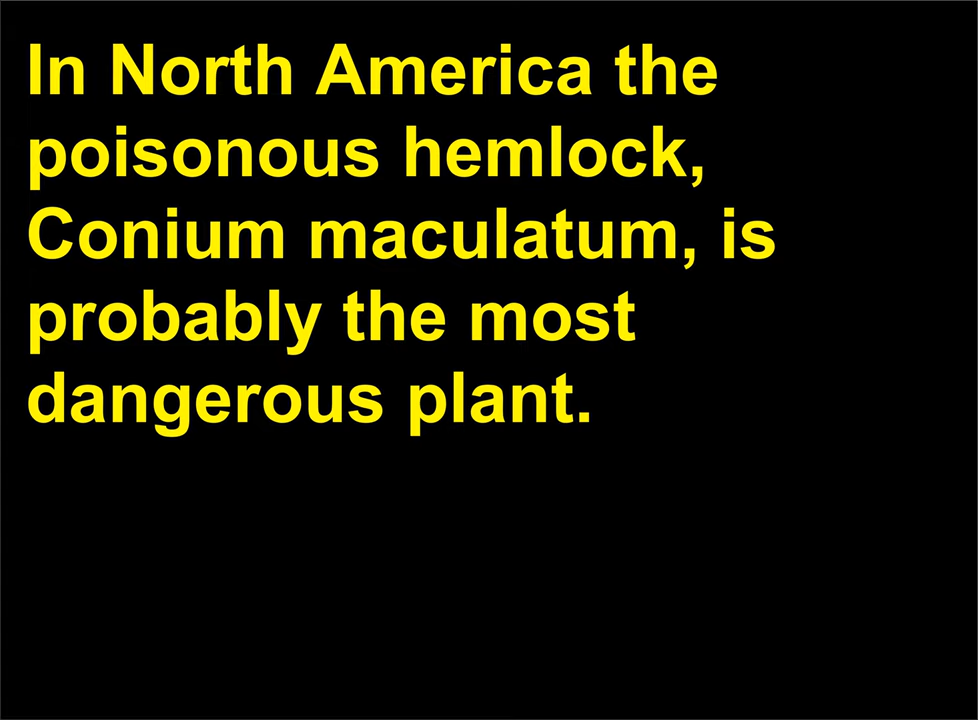 In North America the
poisonous hemlock,
Conium maculatum, is
probably the most
dangerous plant.